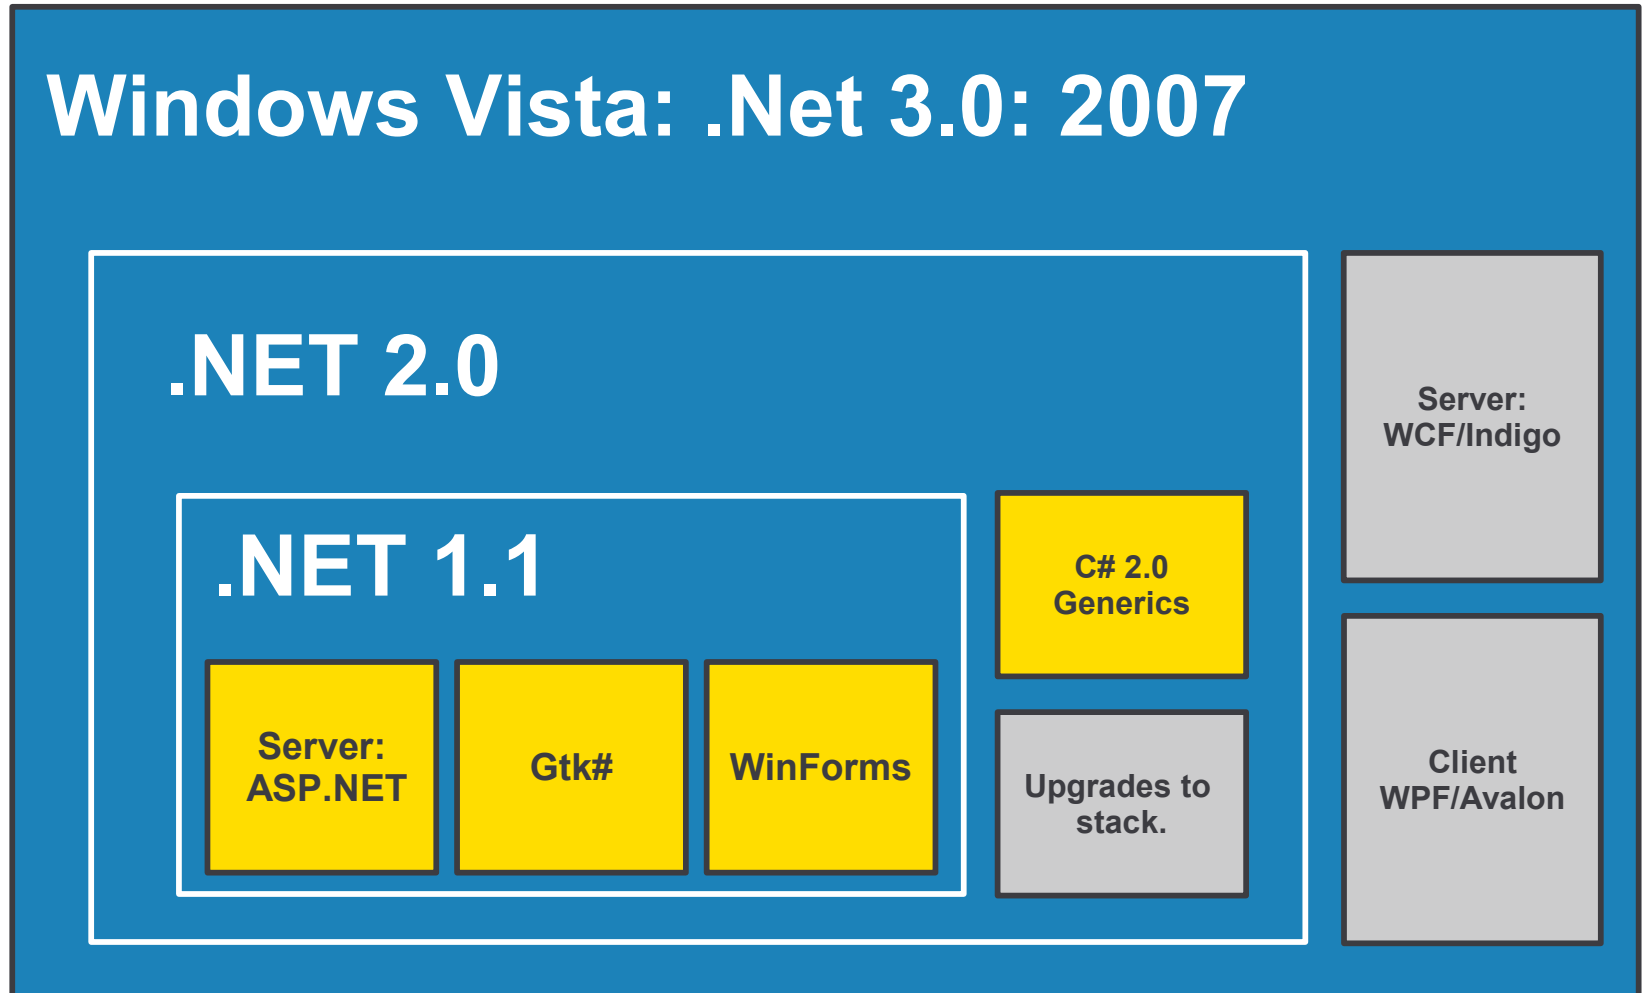 Windows Vista: .Net 3.0: 2007
.NET 2.0
.NET 1.1
Server:
ASP.NET
Gtk#
WinForms
C# 2.0
Generics
Upgrades to
stack.
Server:
WCF/Indigo
Client
WPF/Avalon